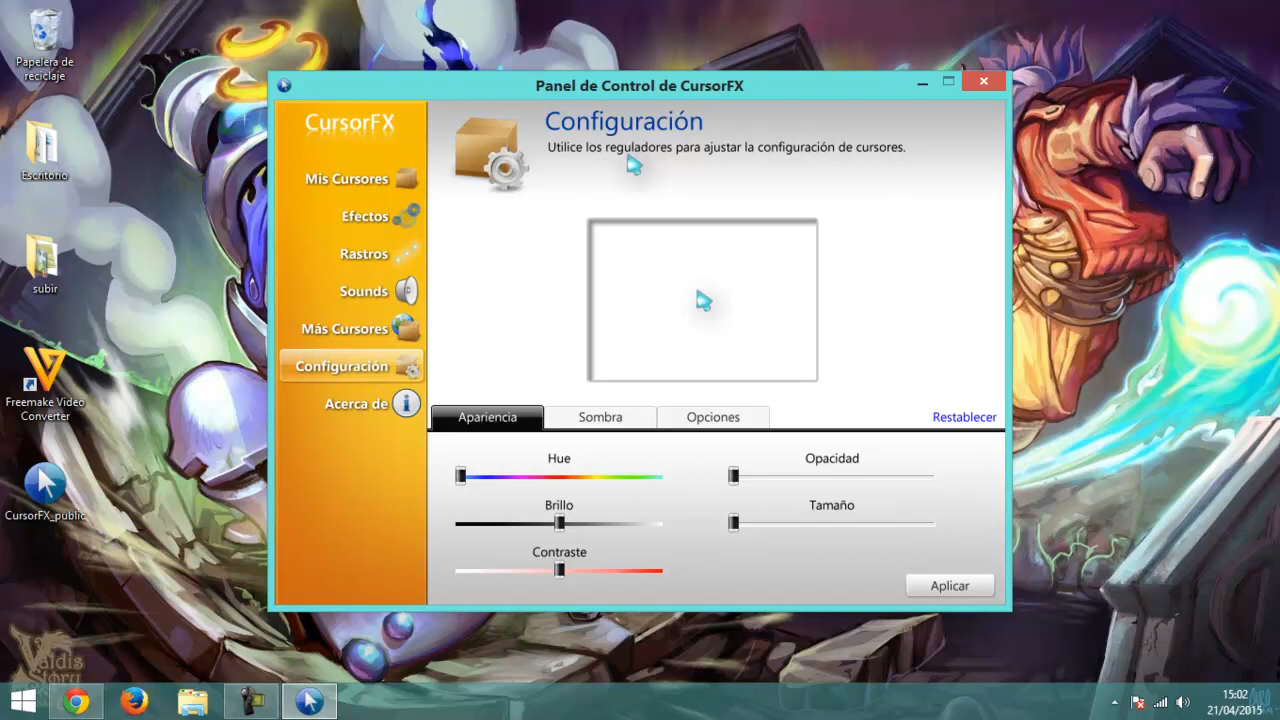 Papelera de
reciclaje
Escritorio
subir
Freemake Video
Converter
CursorFX_public
Panel de Control de CursorFX
CursorFX
Mis Cursores
Efectos
Rastros
Sounds
Más Cursores
Configuración
Acerca de
Configuración
Utilice los reguladores para ajustar la configuración de cursores.
Apariencia
Sombra
Opciones
Restablecer
Hue
Opacidad
Brillo
Tamaño
Contraste
Aplicar
Valdis
Story
15:02
21/04/2015